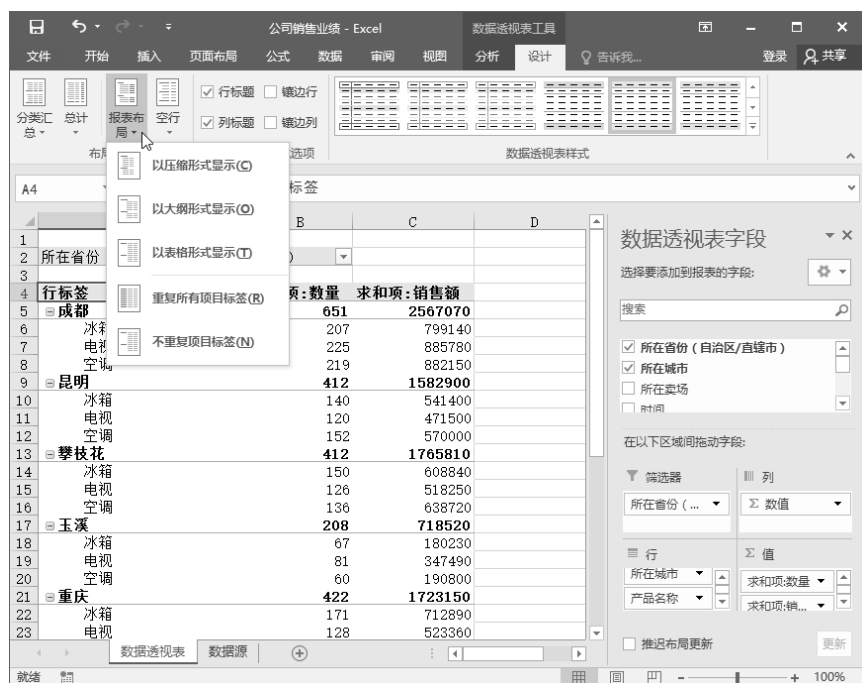 公司销售业绩 - Excel 数据透视表工具
文件 开始 插入 页面布局 公式 数据 审阅 视图 分析 设计 告诉我... 登录 共享
分类汇总 总计 报表布局 空行 行标题 镶边行
列标题 镶边列
选项 数据透视表样式
以压缩形式显示(C)
以大纲形式显示(O)
以表格形式显示(T)
重复所有项目标签(R)
不重复项目标签(N)
A4 标签
B C D
1
2 所在省份
3
4 行标签 项:数量 求和项:销售额
5 成都 651 2567070
6 冰箱 207 799140
7 电视 225 885780
8 空调 219 882150
9 昆明 412 1582900
10 冰箱 140 541400
11 电视 120 471500
12 空调 152 570000
13 攀枝花 412 1765810
14 冰箱 150 608840
15 电视 126 518250
16 空调 136 638720
17 玉溪 208 718520
18 冰箱 67 180230
19 电视 81 347490
20 空调 60 190800
21 重庆 422 1723150
22 冰箱 171 712890
23 电视 128 523360
数据透视表 数据源
就绪 100%
数据透视表字段
选择要添加到报表的字段:
搜索
所在省份(自治区/直辖市)
所在城市
所在卖场
时间
在以下区域间拖动字段:
筛选器 列
所在省份 (... Σ 数值
行 Σ 值
所在城市 求和项:数量
产品名称 求和项:销...
推迟布局更新 更新